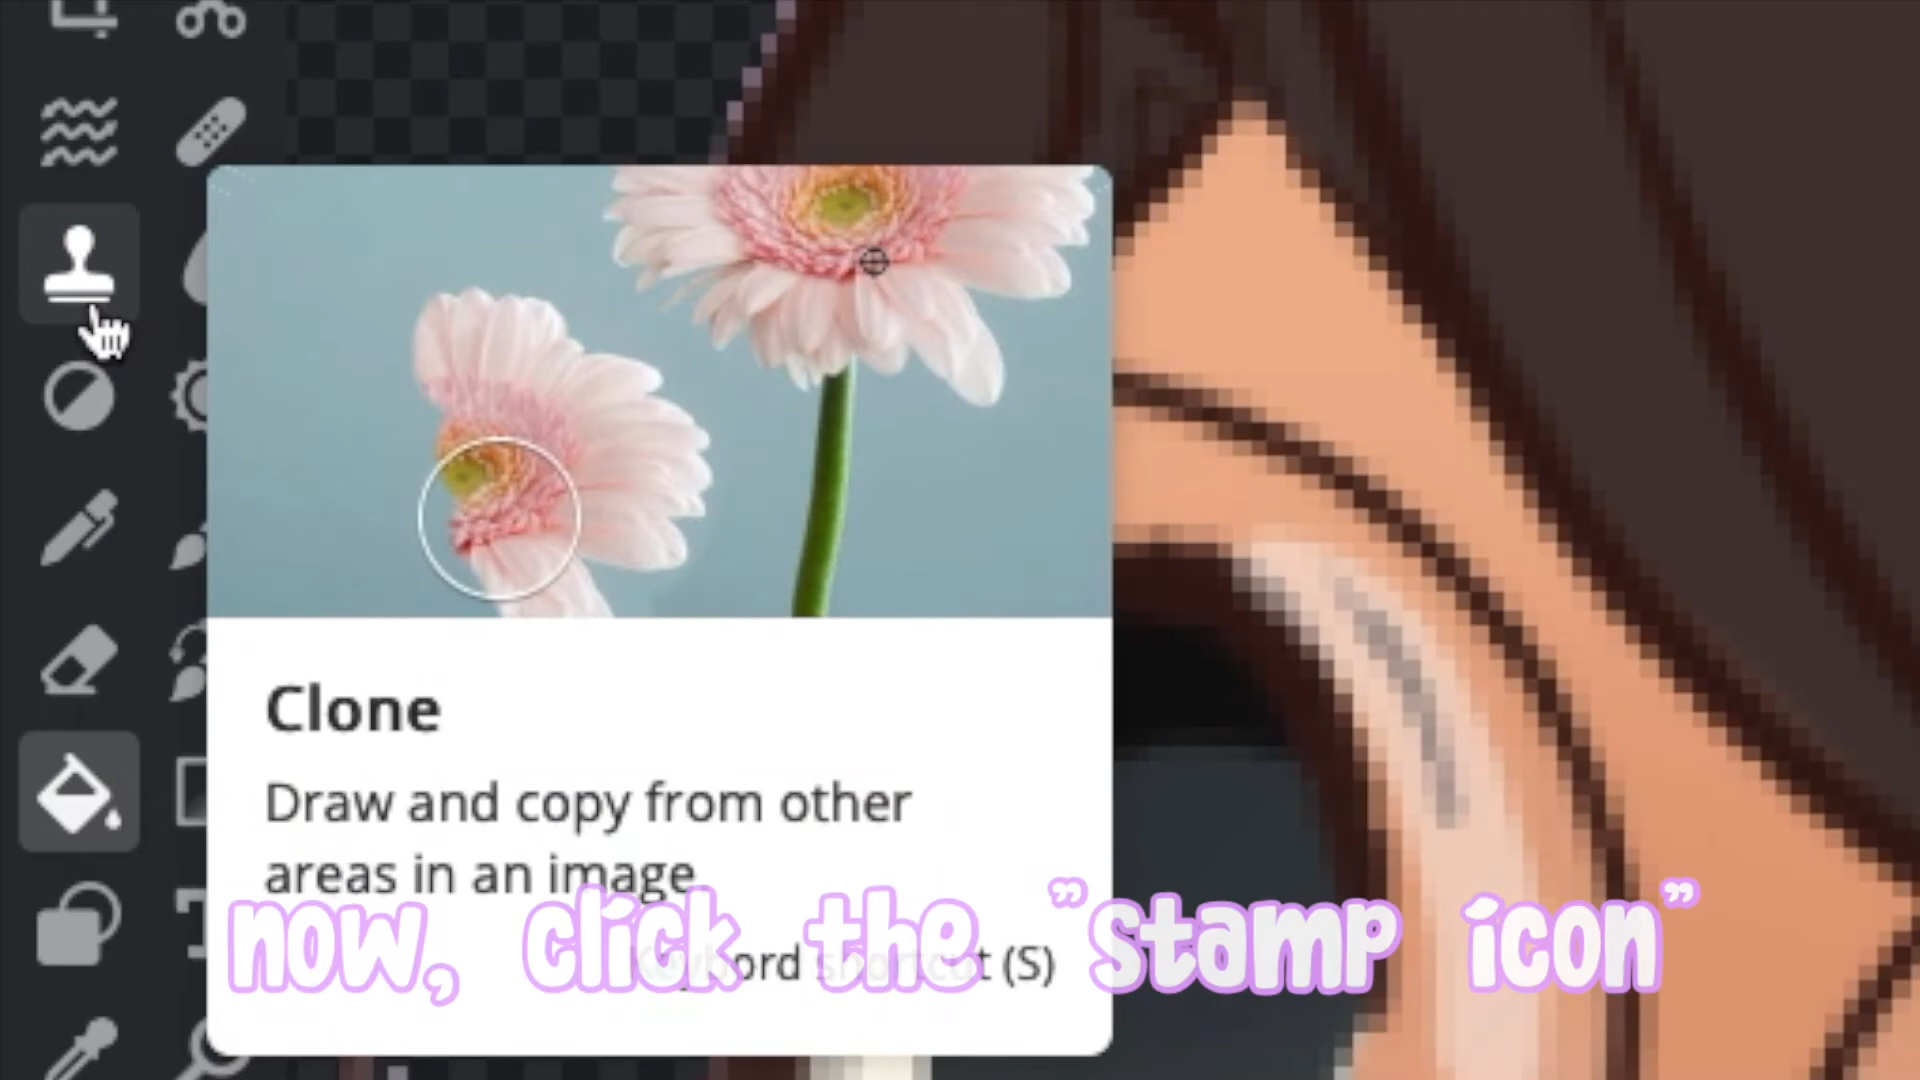 Clone
Draw and copy from other
areas in an image
now, click the "stamp icon"
(S)